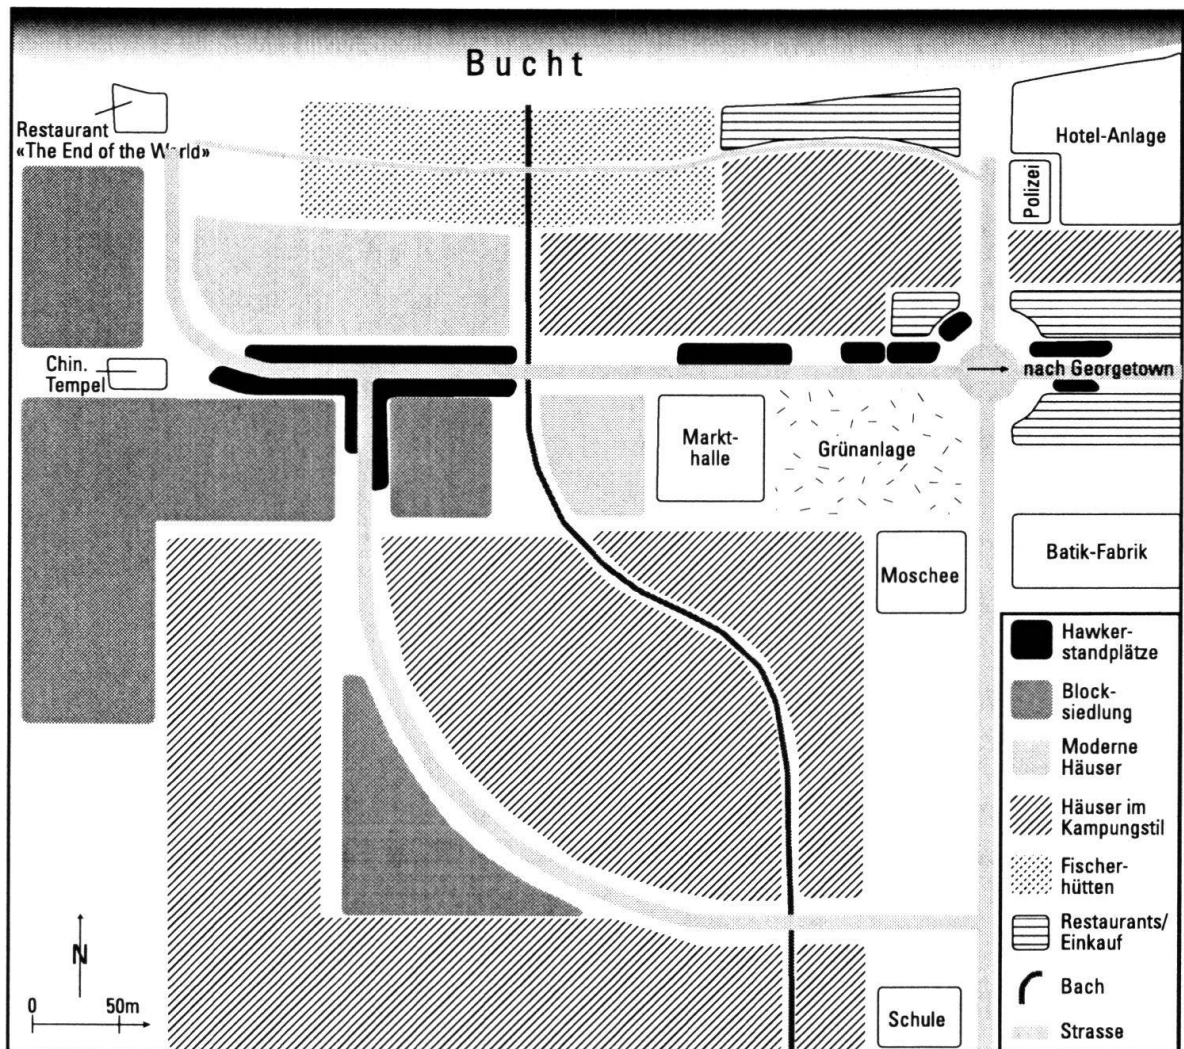 Bucht
Restaurant
«The End of the World»
Hotel-Anlage
Polizei
Chin.
Tempel
nach Georgetown
Markt-
halle
Grünanlage
Moschee
Batik-Fabrik
Hawker-
standplätze
Block-
siedlung
Moderne
Häuser
Häuser im
Kampungstil
Fischer-
hütten
Restaurants/
Einkauf
Bach
Strasse
Schule
N
0 50m